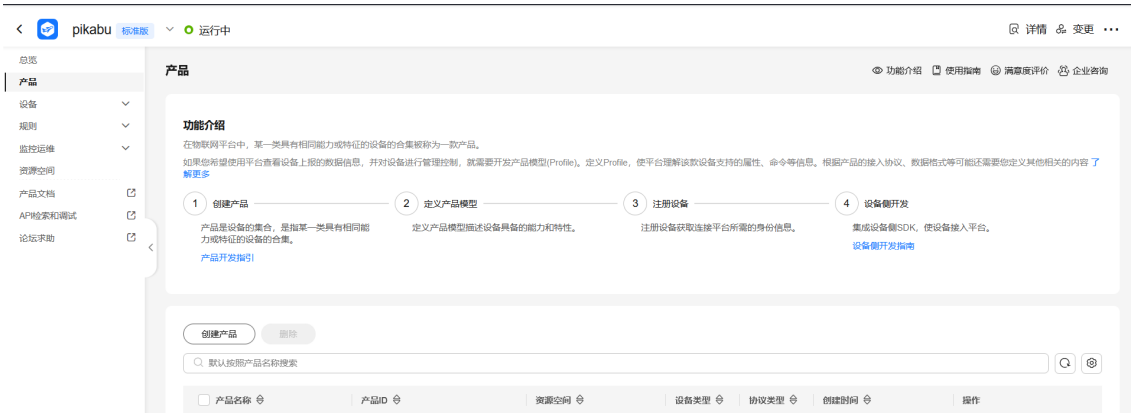 pikabu 标准版 运行中 详情 变更
总览
产品
设备
规则
监控运维
资源空间
产品文档
API检索和调试
论坛求助
产品 功能介绍 使用指南 满意度评价 企业咨询
功能介绍
在物联网平台中，某一类具有相同能力或特征的设备的合集被称为一款产品。
如果您希望使用平台查看设备上报的数据信息，并对设备进行管理控制，就需要开发产品模型(Profile)。定义Profile，使平台理解该款设备支持的属性、命令等信息。根据产品的接入协议、数据格式等可能还需要您定义其他相关的内容 了
解更多
1 创建产品 2 定义产品模型 3 注册设备 4 设备侧开发
产品是设备的集合，是指某一类具有相同能
力或特征的设备的合集。
产品开发指引
定义产品模型描述设备具备的能力和特性。
注册设备获取连接平台所需的身份信息。
集成设备侧SDK，使设备接入平台。
设备侧开发指南
创建产品 删除
默认按照产品名称搜索
产品名称 产品ID 资源空间 设备类型 协议类型 创建时间 操作